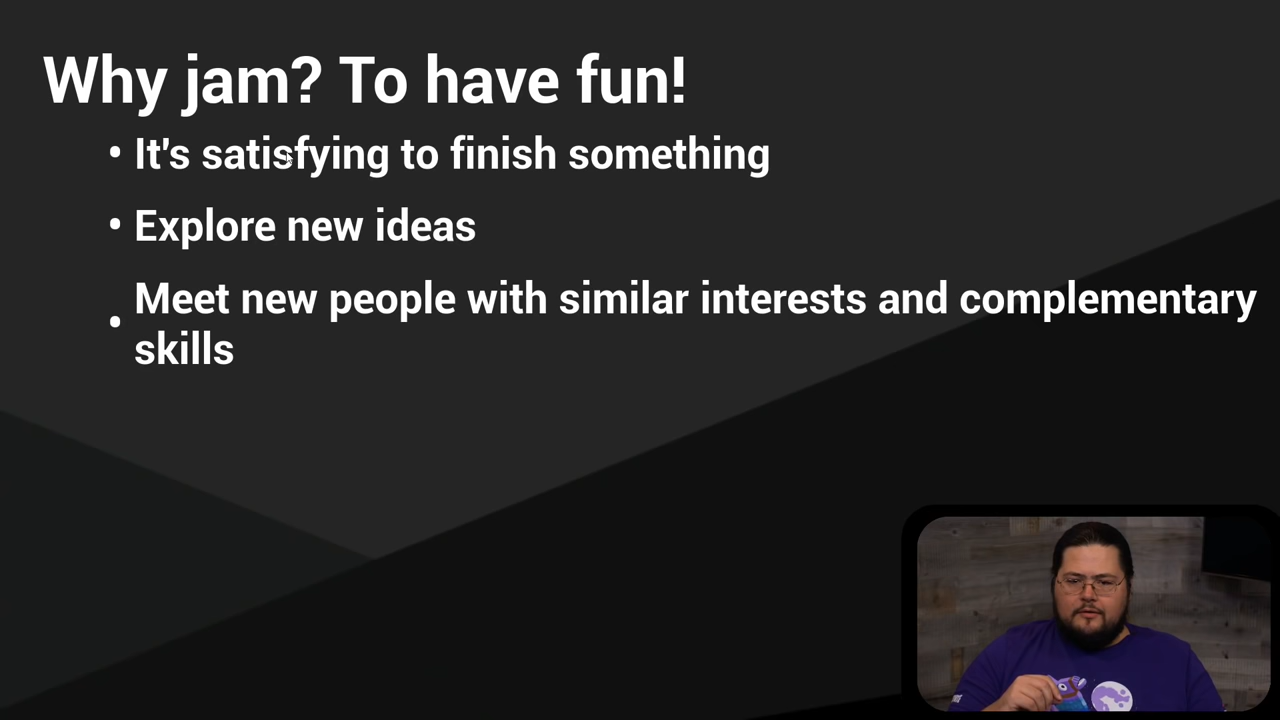 Why jam? To have fun!
• It's satisfying to finish something
• Explore new ideas
• Meet new people with similar interests and complementary
skills